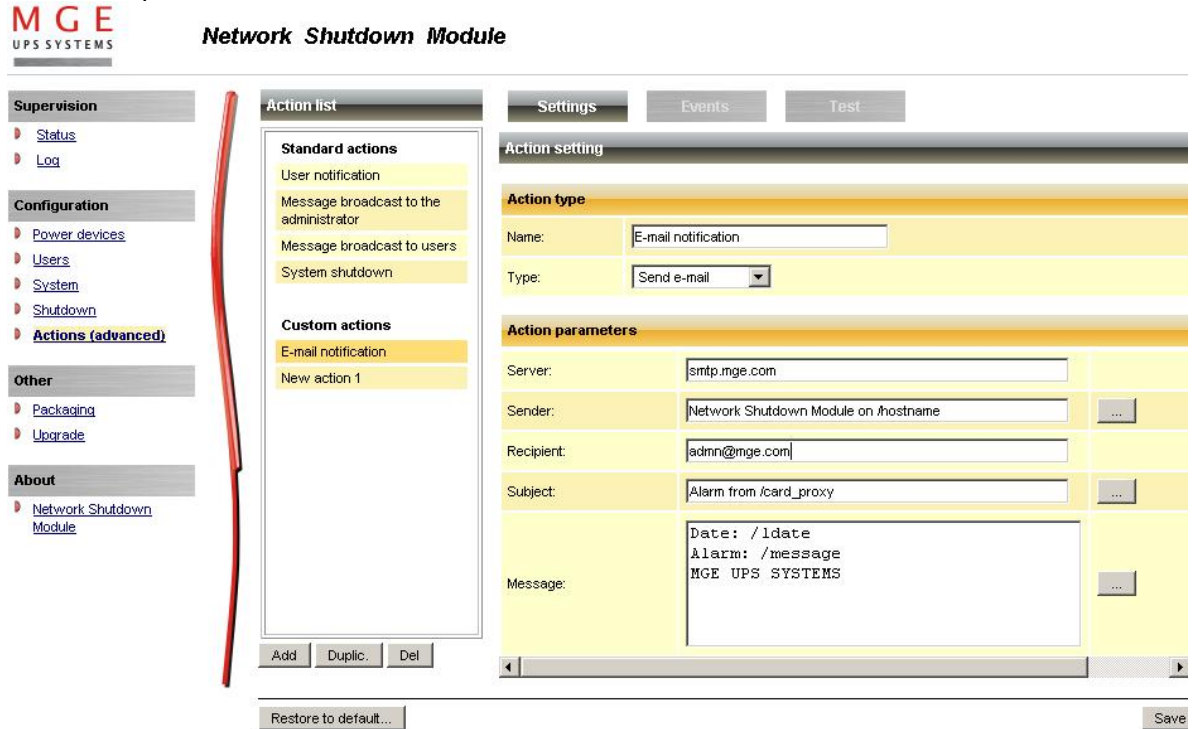 MGE
UPS SYSTEMS
Network Shutdown Module
Supervision
Status
Log
Configuration
Power devices
Users
System
Shutdown
Actions (advanced)
Other
Packaging
Upgrade
About
Network Shutdown
Module
Action list
Standard actions
User notification
Message broadcast to the
administrator
Message broadcast to users
System shutdown
Custom actions
E-mail notification
New action 1
Add Duplic. Del
Settings Events Test
Action setting
Action type
Name: E-mail notification
Type: Send e-mail
Action parameters
Server: smtp.mge.com
Sender: Network Shutdown Module on /hostname ...
Recipient: admn@mge.com
Subject: Alarm from /card_proxy ...
Message: Date: /ldate
Alarm: /message
MGE UPS SYSTEMS
...
Restore to default... Save